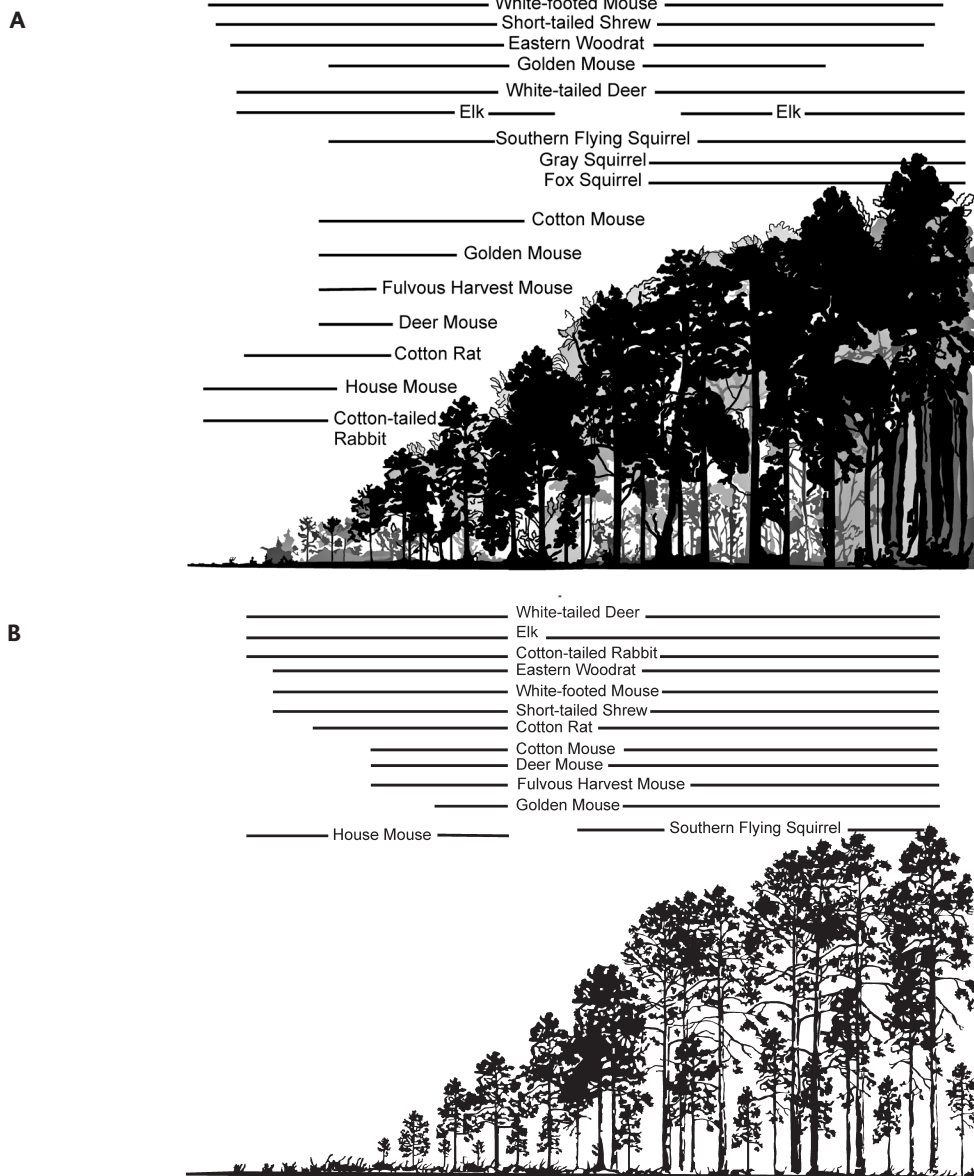 A
White-footed Mouse
Short-tailed Shrew
Eastern Woodrat
Golden Mouse
White-tailed Deer
Elk Elk
Southern Flying Squirrel
Gray Squirrel
Fox Squirrel
Cotton Mouse
Golden Mouse
Fulvous Harvest Mouse
Deer Mouse
Cotton Rat
House Mouse
Cotton-tailed
Rabbit
B
White-tailed Deer
Elk
Cotton-tailed Rabbit
Eastern Woodrat
White-footed Mouse
Short-tailed Shrew
Cotton Rat
Cotton Mouse
Deer Mouse
Fulvous Harvest Mouse
Golden Mouse
Southern Flying Squirrel
House Mouse